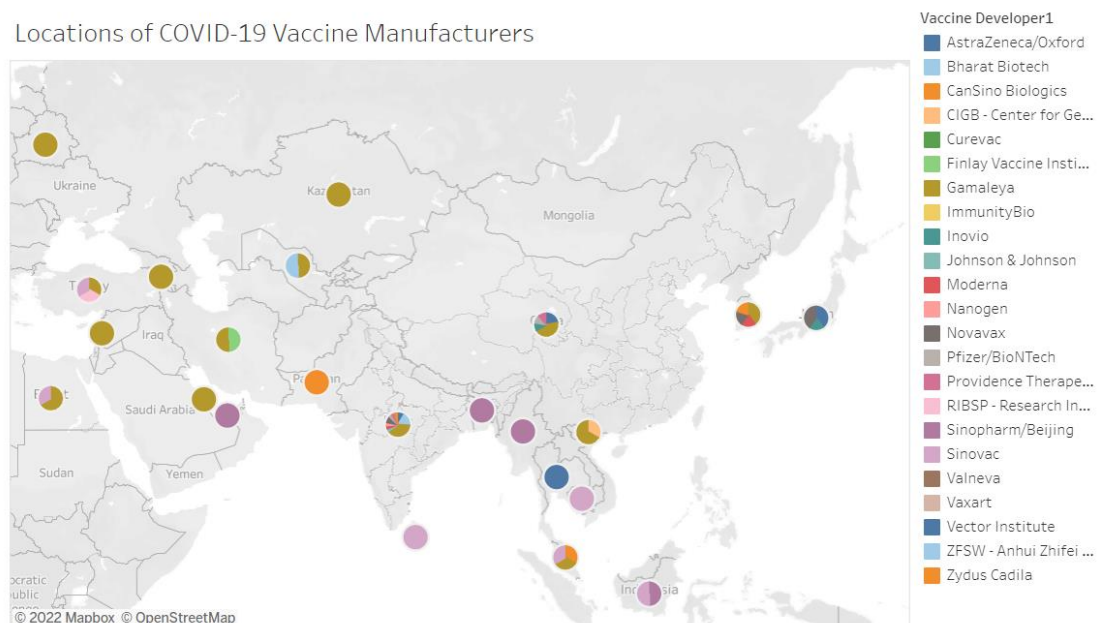 Locations of COVID-19 Vaccine Manufacturers
Vaccine Developer1
AstraZeneca/Oxford
Bharat Biotech
CanSino Biologics
CIGB - Center for Ge...
Curevac
Finlay Vaccine Insti...
Gamaleya
ImmunityBio
Inovio
Johnson & Johnson
Moderna
Nanogen
Novavax
Pfizer/BioNTech
Providence Therape...
RIBSP - Research In...
Sinopharm/Beijing
Sinovac
Valneva
Vaxart
Vector Institute
ZFSW - Anhui Zhifei ...
Zydus Cadila
Ukraine
Mongolia
Iraq
Saudi Arabia
Sudan
Yemen
© 2022 Mapbox © OpenStreetMap